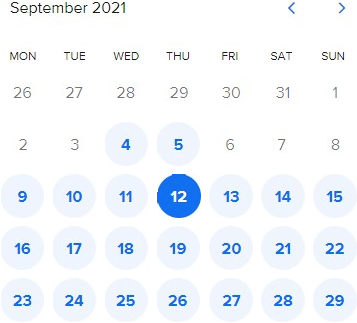 September 2021
MON TUE WED THU FRI SAT SUN
26 27 28 29 30 31 1
2 3 4 5 6 7 8
9 10 11 12 13 14 15
16 17 18 19 20 21 22
23 24 25 26 27 28 29